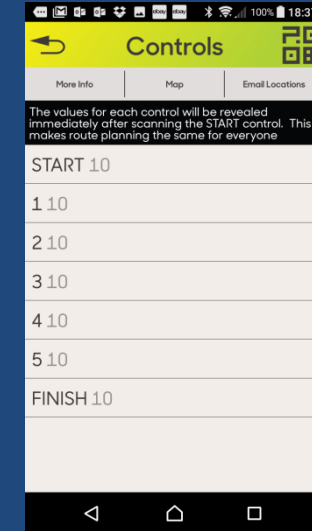 100% 18:37
Controls
More Info Map Email Locations
The values for each control will be revealed
immediately after scanning the START control. This
makes route planning the same for everyone
START 10
1 10
2 10
3 10
4 10
5 10
FINISH 10